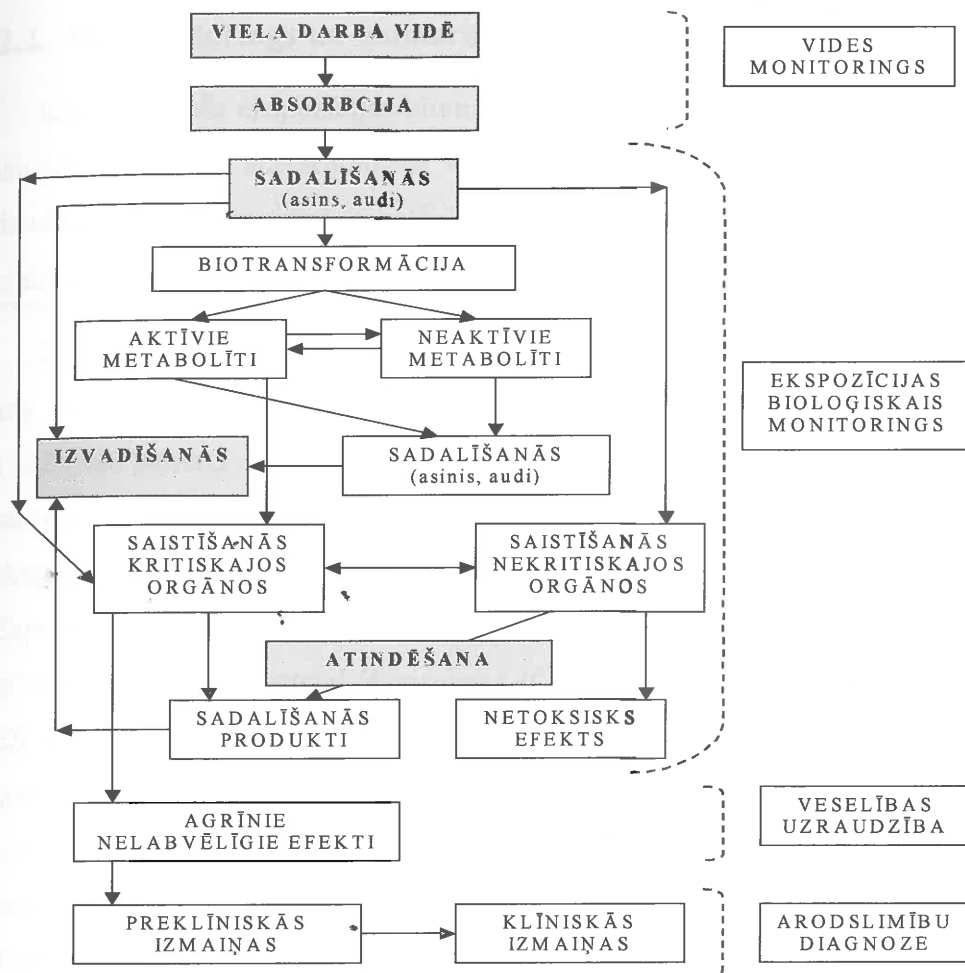 VIELA DARBA VIDĒ
VIDES
MONITORINGS
ABSORBCIJA
SADALĪŠANĀS
(asins, audi)
BIOTRANSFORMĀCIJA
AKTĪVIE
METABOLĪTI
NEAKTĪVIE
METABOLĪTI
EKSPOZĪCIJAS
BIOLOĢISKAIS
MONITORINGS
IZVADĪŠANĀS
SADALĪŠANĀS
(asinis, audi)
SAISTĪŠANĀS
KRITISKAJOS
ORGĀNOS
SAISTĪŠANĀS
NEKRITISKAJOS
ORGĀNOS
ATINDĒŠANA
SADALĪŠANĀS
PRODUKTI
NETOKSISKS
EFEKTS
AGRĪNIE
NELABVĒLĪGIE EFEKTI
VESELĪBAS
UZRAUDZĪBA
PREKLĪNISKĀS
IZMAIŅAS
KLĪNISKĀS
IZMAIŅAS
ARODSLIMĪBU
DIAGNOZE